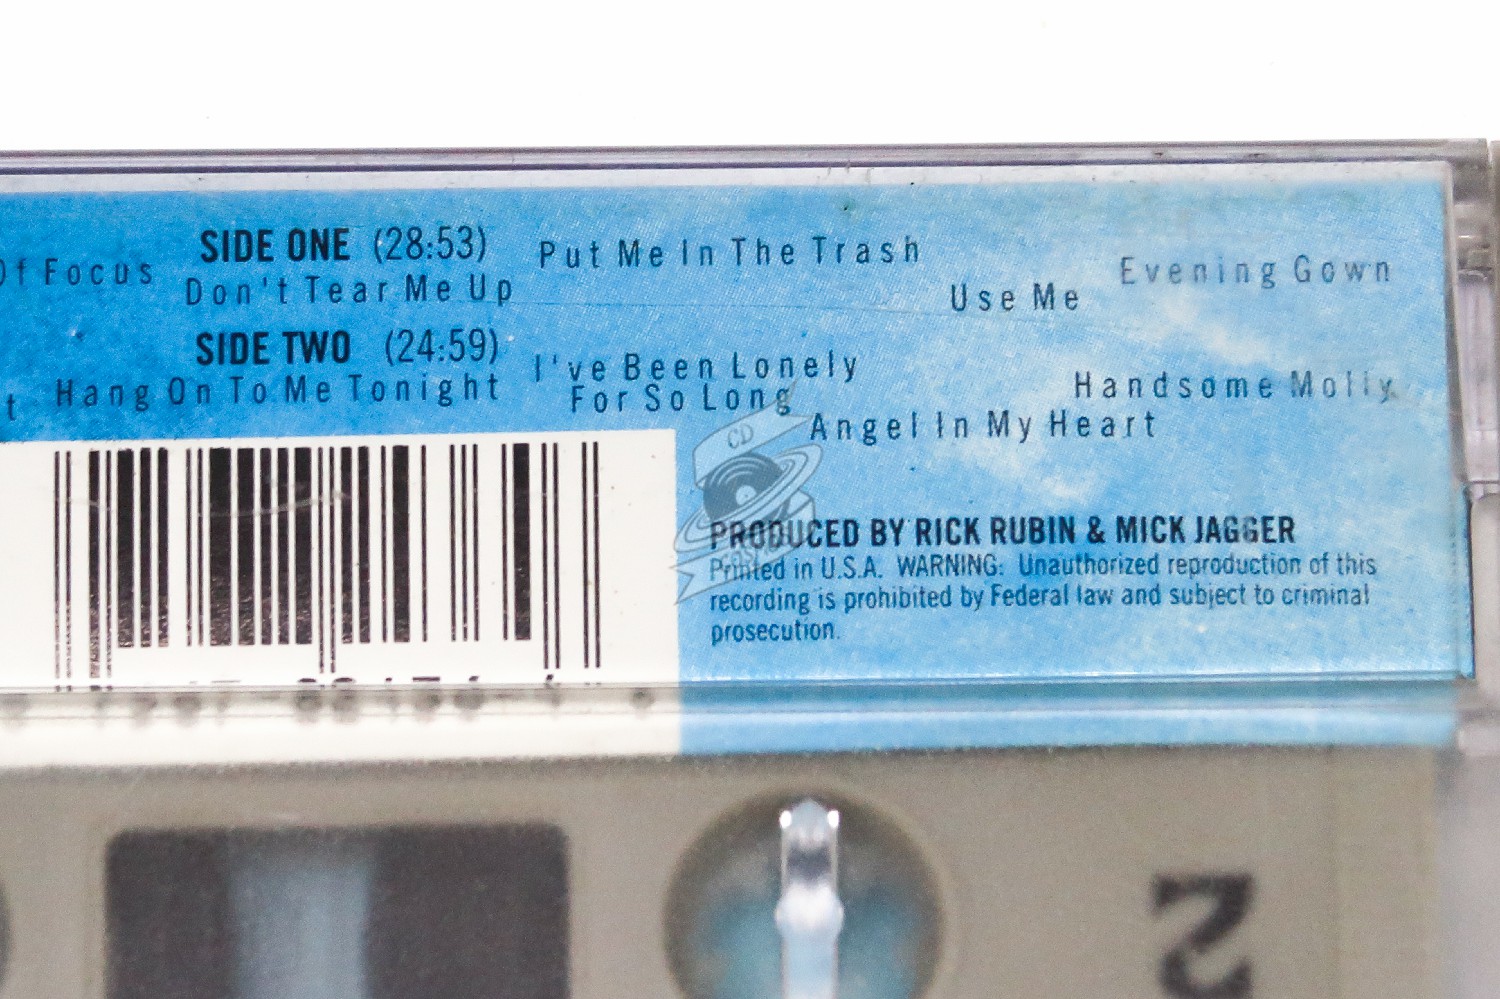 Of Focus
SIDE ONE (28:53)
Don't Tear Me Up
Put Me In The Trash
Use Me
Evening Gown
SIDE TWO (24:59)
t
Hang On To Me Tonight
I've Been Lonely
For So Long
Angel In My Heart
Handsome Molly
CD
PRODUCED BY RICK RUBIN & MICK JAGGER
Printed in U.S.A. WARNING: Unauthorized reproduction of this
recording is prohibited by Federal law and subject to criminal
prosecution.
2